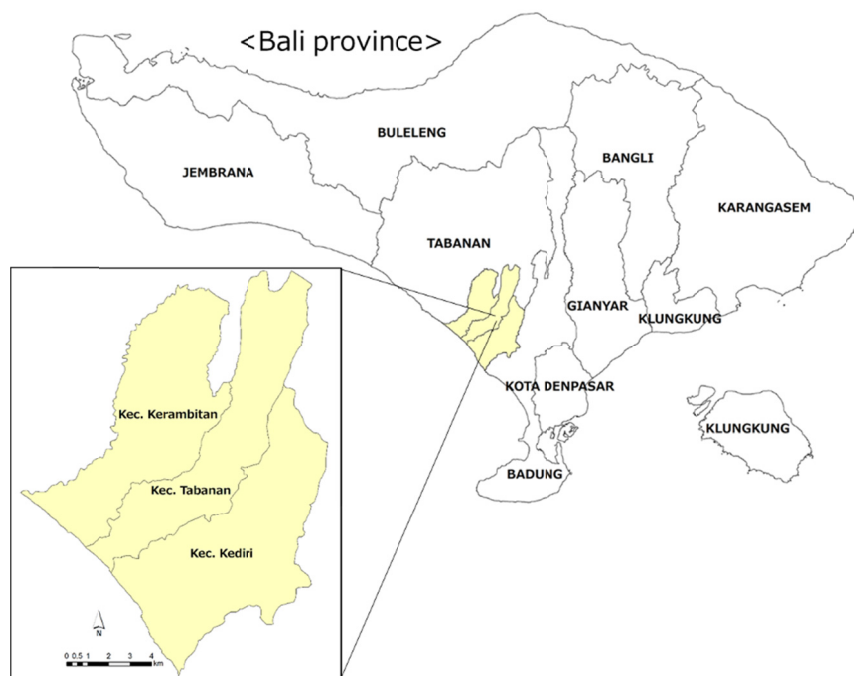 <Bali province>
BULELENG
JEMBRANA
BANGLI
KARANGASEM
TABANAN
GIANYAR
KLUNGKUNG
KOTA DENPASAR
KLUNGKUNG
BADUNG
Kec. Kerambitan
Kec. Tabanan
Kec. Kediri
N
0 0.5 1 2 3 4
km